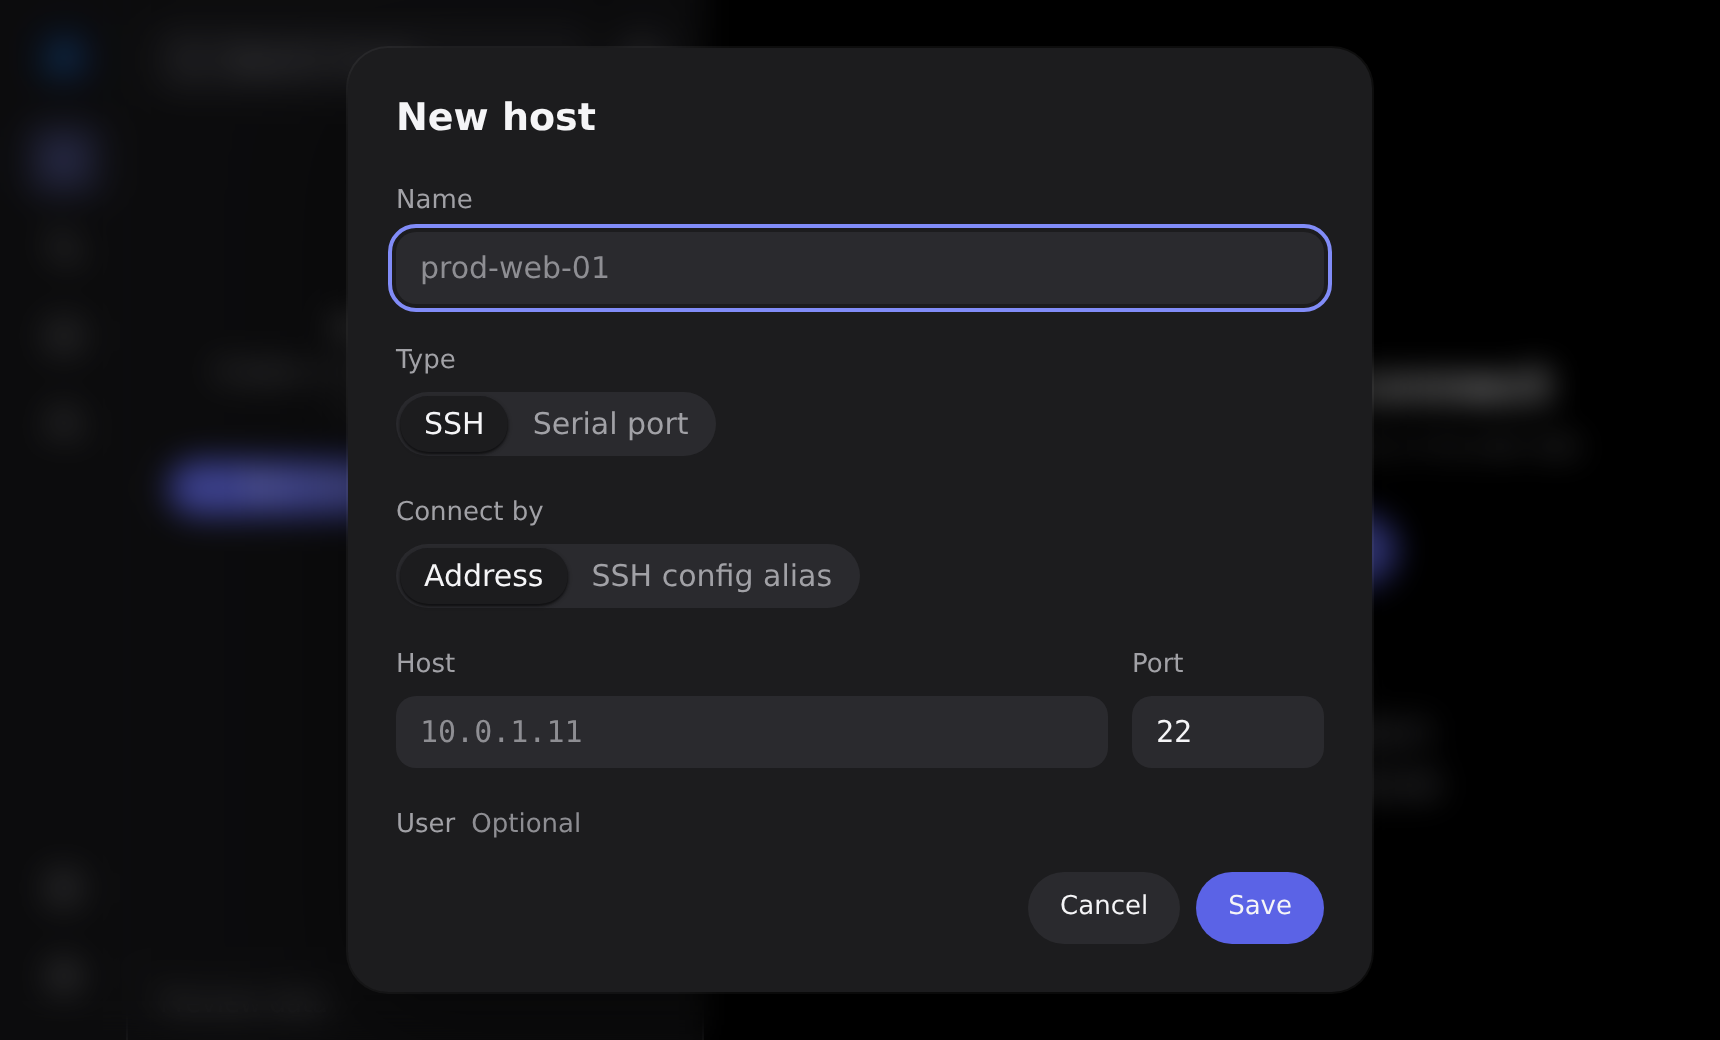 New host
Name
prod-web-01
Type
SSH Serial port
Connect by
Address SSH config alias
Host Port
10.0.1.11 22
User Optional
Cancel Save